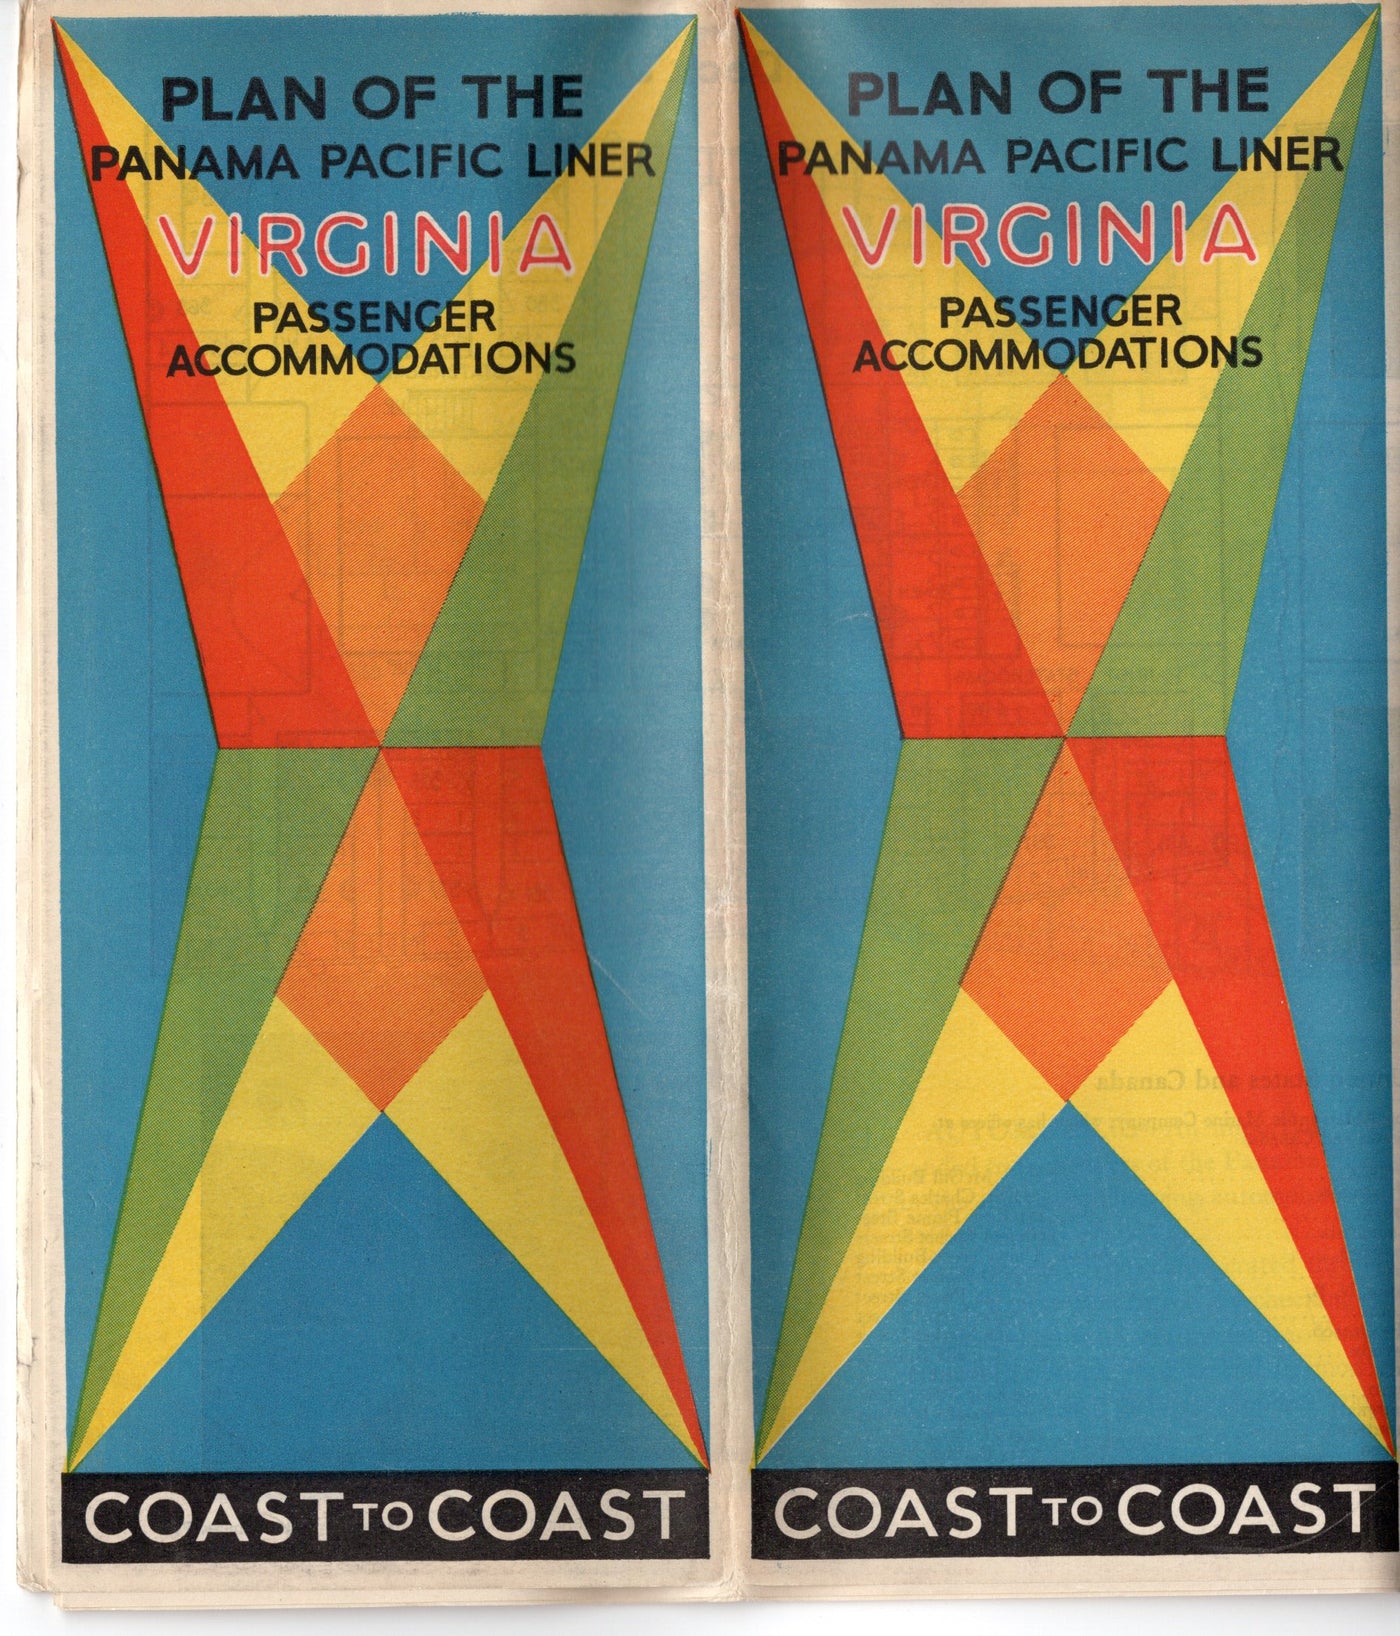 PLAN OF THE
PANAMA PACIFIC LINER
VIRGINIA
PASSENGER
ACCOMMODATIONS
COAST TO COAST
PLAN OF THE
PANAMA PACIFIC LINER
VIRGINIA
PASSENGER
ACCOMMODATIONS
COAST TO COAST